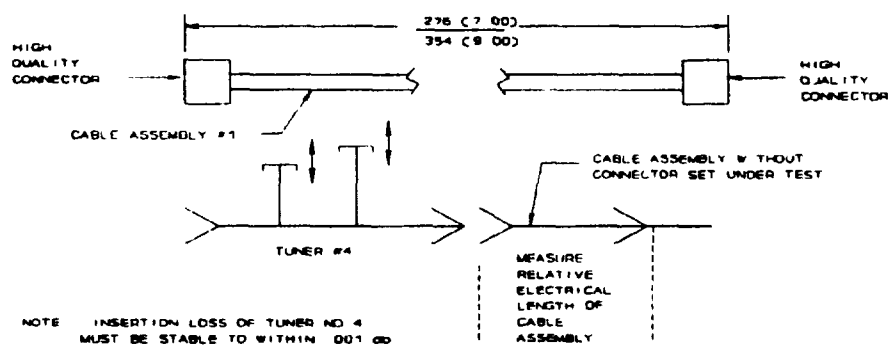 276 (7 00)
354 (9 00)
HIGH
QUALITY
CONNECTOR
HIGH
QUALITY
CONNECTOR
CABLE ASSEMBLY #1
CABLE ASSEMBLY W THOUT
CONNECTOR SET UNDER TEST
TUNER #4
MEASURE
RELATIVE
ELECTRICAL
LENGTH OF
CABLE
ASSEMBLY
NOTE INSERTION LOSS OF TUNER NO 4
MUST BE STABLE TO WITHIN 001 db